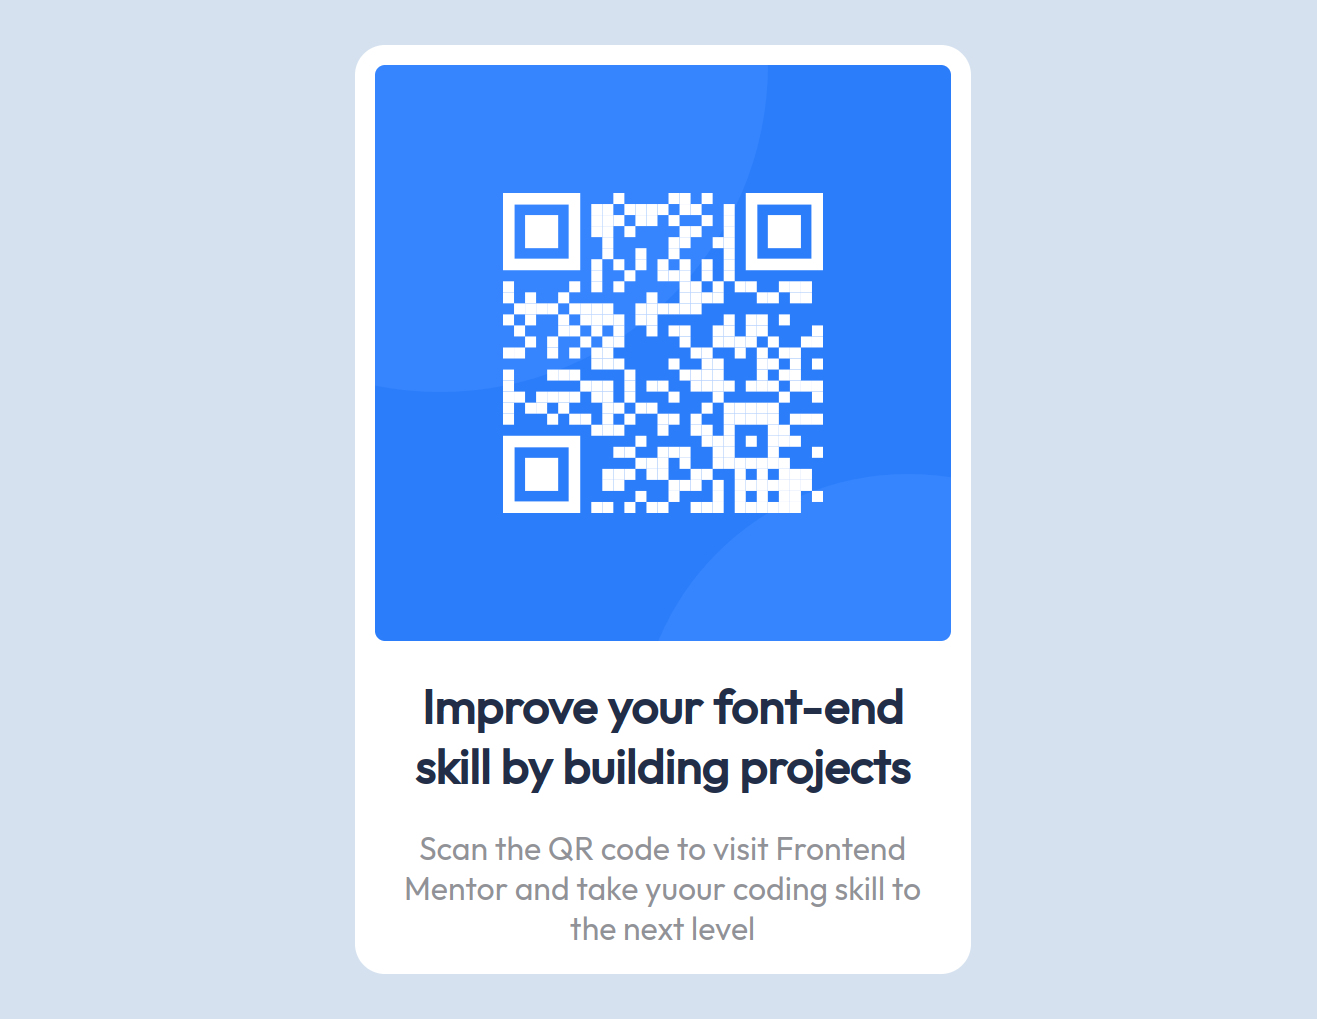 Improve your font-end
skill by building projects
Scan the QR code to visit Frontend
Mentor and take yuour coding skill to
the next level